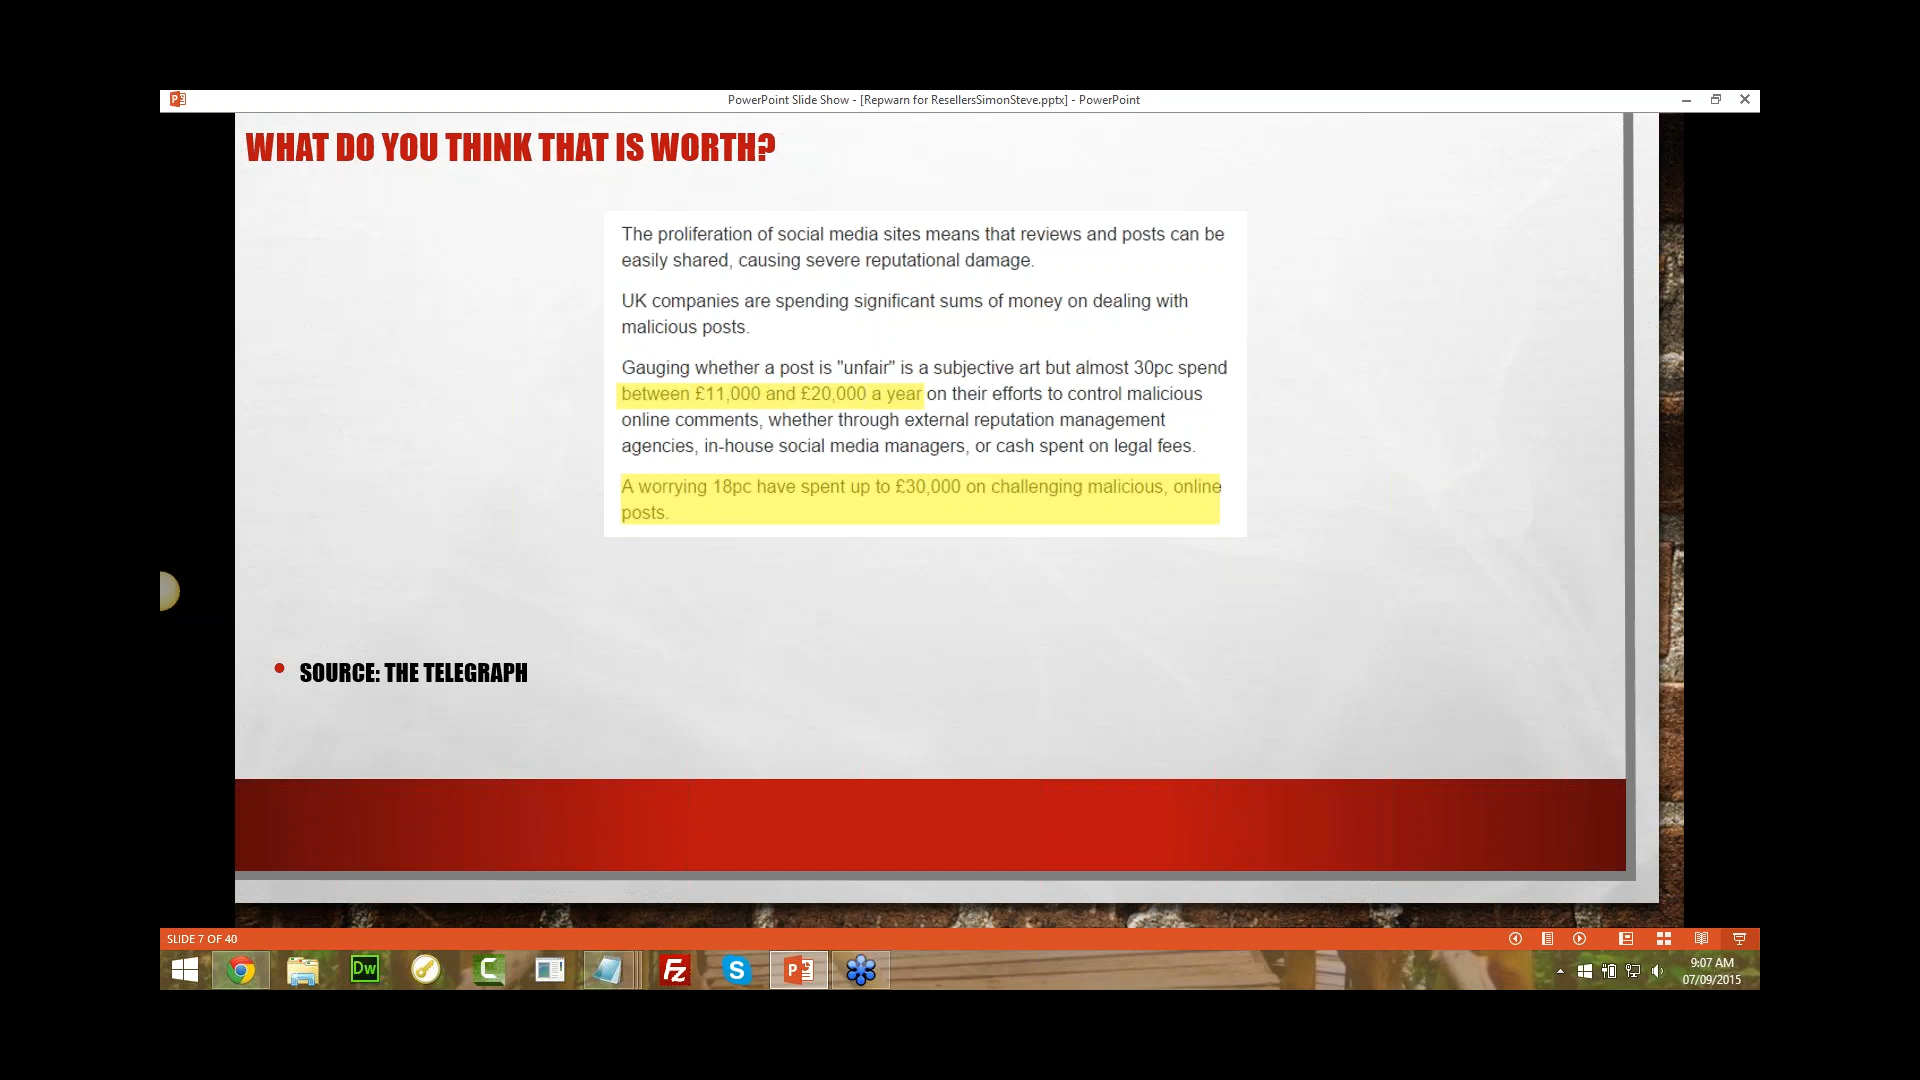 PowerPoint Slide Show - [Repwarn for ResellersSimonSteve.pptx] - PowerPoint
WHAT DO YOU THINK THAT IS WORTH?
The proliferation of social media sites means that reviews and posts can be
easily shared, causing severe reputational damage.
UK companies are spending significant sums of money on dealing with
malicious posts.
Gauging whether a post is "unfair" is a subjective art but almost 30pc spend
between £11,000 and £20,000 a year on their efforts to control malicious
online comments, whether through external reputation management
agencies, in-house social media managers, or cash spent on legal fees.
A worrying 18pc have spent up to £30,000 on challenging malicious, online
posts.
• SOURCE: THE TELEGRAPH
SLIDE 7 OF 40
Dw
9:07 AM
07/09/2015